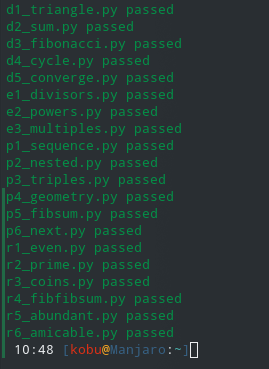 d1_triangle.py passed
d2_sum.py passed
d3_fibonacci.py passed
d4_cycle.py passed
d5_converge.py passed
e1_divisors.py passed
e2_powers.py passed
e3_multiples.py passed
p1_sequence.py passed
p2_nested.py passed
p3_triples.py passed
p4_geometry.py passed
p5_fibsum.py passed
p6_next.py passed
r1_even.py passed
r2_prime.py passed
r3_coins.py passed
r4_fibfibsum.py passed
r5_abundant.py passed
r6_amicable.py passed
10:48 [kobu@Manjaro:~]